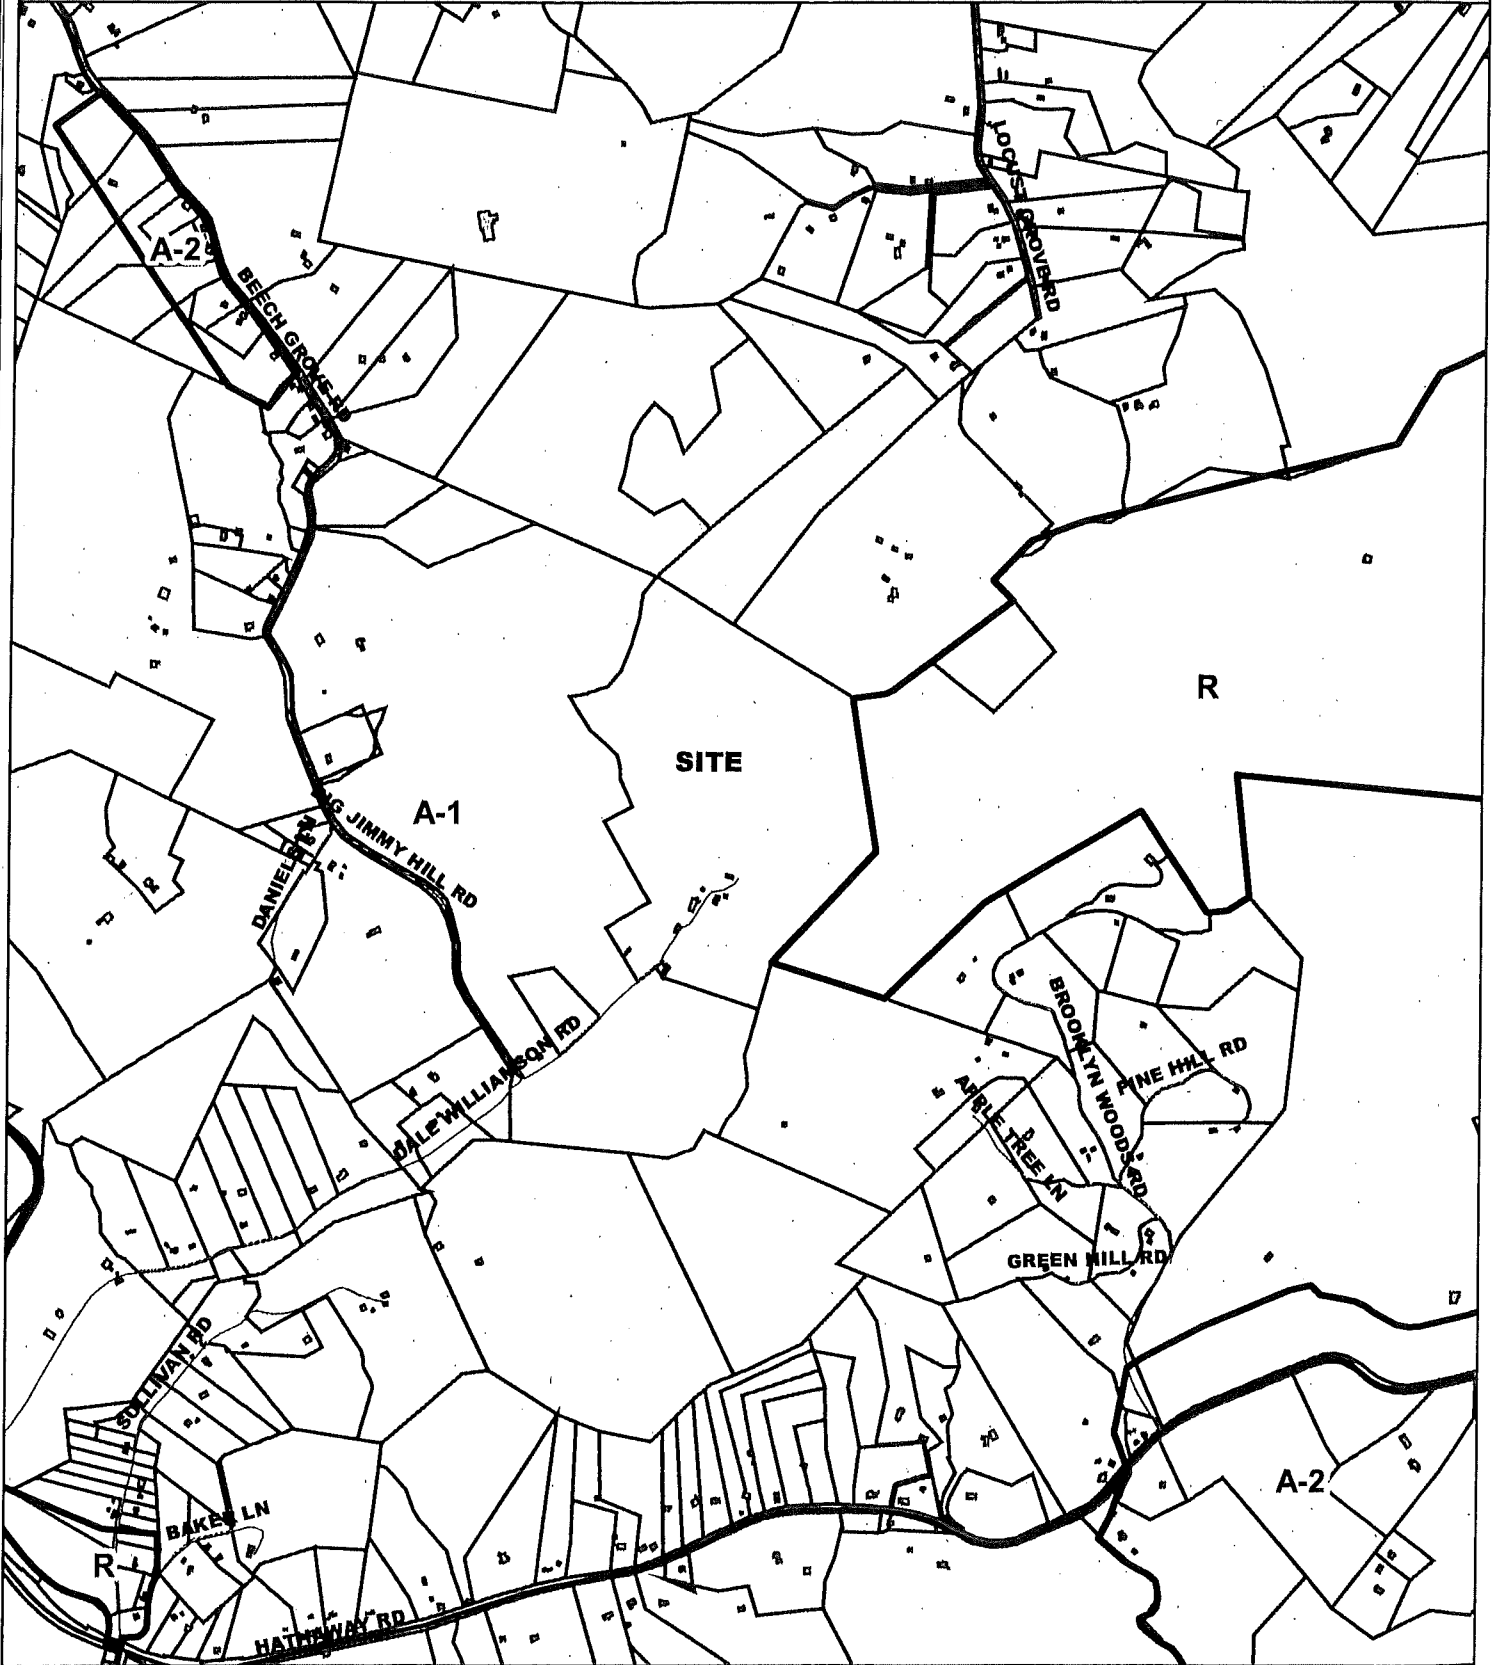 LOCUST GROVE RD
A-2
BEECH GROVE RD
R
SITE
A-1
BIG JIMMY HILL RD
DANIELS LN
BROOKLYN WOODS RD
DALE WILLIAMSON RD
PINE HILL RD
APPLE TREE LN
GREEN HILL RD
SULLIVAN RD
A-2
BAKER LN
R
HATHAWAY RD